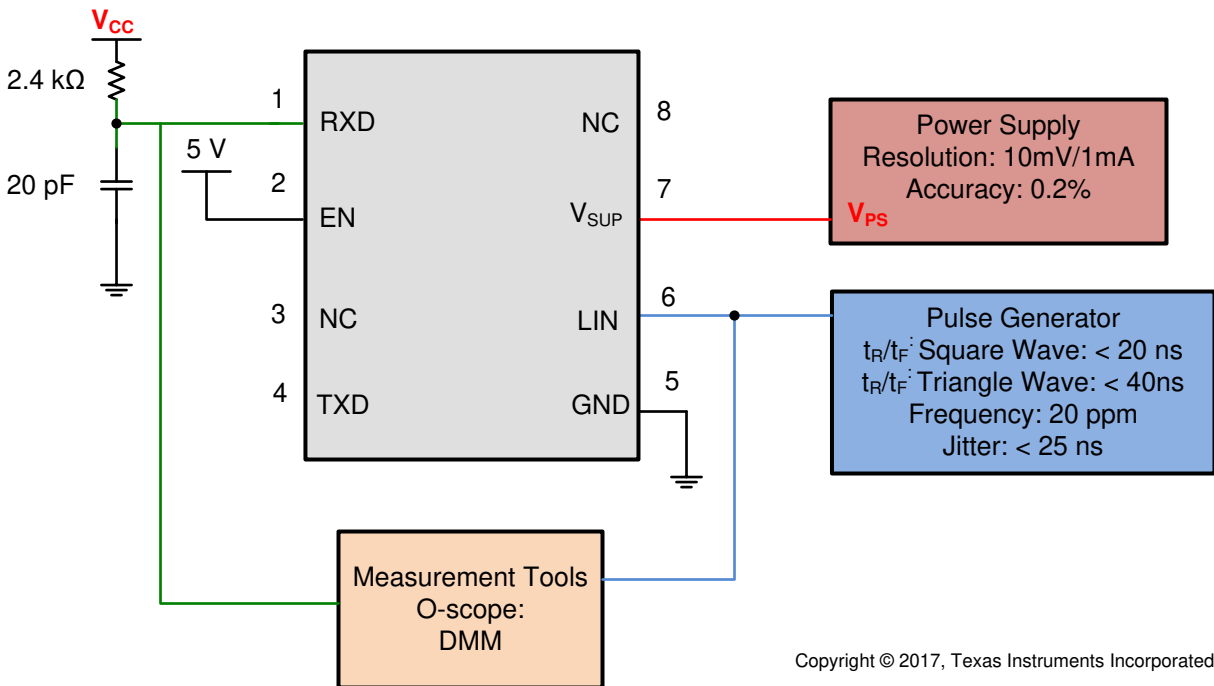 VCC
2.4 kΩ
20 pF
5 V
1
RXD
2
EN
3
NC
4
TXD
NC
8
VSUP
7
LIN
6
GND
5
Power Supply
Resolution: 10mV/1mA
Accuracy: 0.2%
VPS
Pulse Generator
tR/tF: Square Wave: < 20 ns
tR/tF: Triangle Wave: < 40ns
Frequency: 20 ppm
Jitter: < 25 ns
Measurement Tools
O-scope:
DMM
Copyright © 2017, Texas Instruments Incorporated